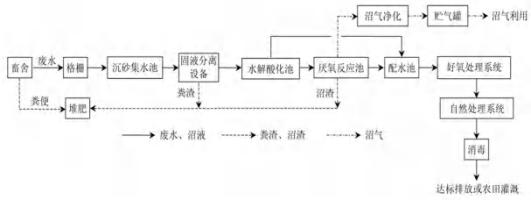 沼气净化 贮气罐 沼气利用
畜舍 废水 格栅 沉砂集水池 固液分离设备 水解酸化池 厌氧反应池 配水池 好氧处理系统
粪便 堆肥 粪渣 沼渣 自然处理系统
消毒
废水、沼液 粪渣、沼渣 沼气
达标排放或农田灌溉